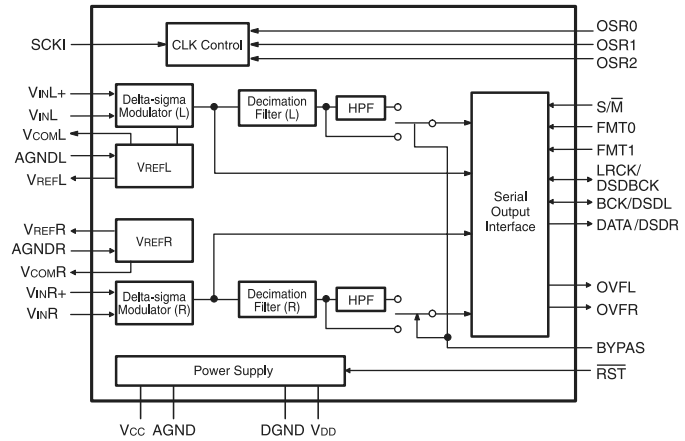 OSR0
SCKI
CLK Control
OSR1
OSR2
VINL+
Delta-sigma
Modulator (L)
Decimation
Filter (L)
HPF
S/M̅
VINL
FMT0
VCOML
FMT1
AGNDL
VREFL
LRCK/
DSDBCK
VREFL
Serial
Output
Interface
BCK/DSDL
DATA/DSDR
VREFR
VREFR
AGNDR
VCOMR
VINR+
Delta-sigma
Modulator (R)
Decimation
Filter (R)
HPF
OVFL
VINR
OVFR
BYPAS
Power Supply
R̅S̅T̅
VCC AGND
DGND VDD